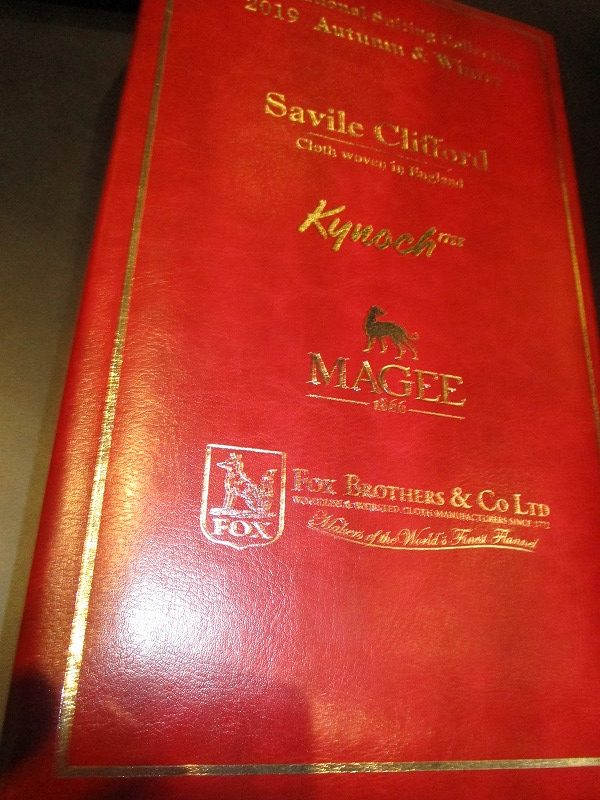 Suiting Collection
2019 Autumn & Winter
Savile Clifford
Cloth woven in England
Kynoch 1788
MAGEE
1866
FOX
FOX BROTHERS & CO LTD
WOOLLEN & WORSTED CLOTH MANUFACTURERS SINCE 1772
Makers of the World's Finest Flannel